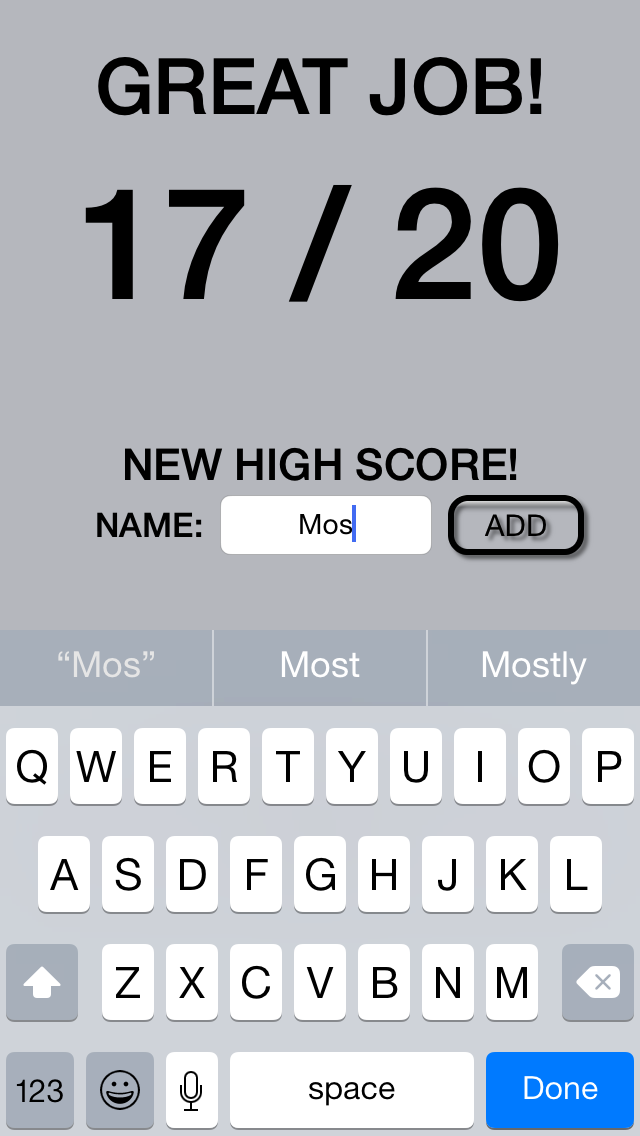 GREAT JOB!
17 / 20
NEW HIGH SCORE!
NAME: Mos ADD
“Mos” Most Mostly
Q W E R T Y U I O P
A S D F G H J K L
Z X C V B N M
123 space Done